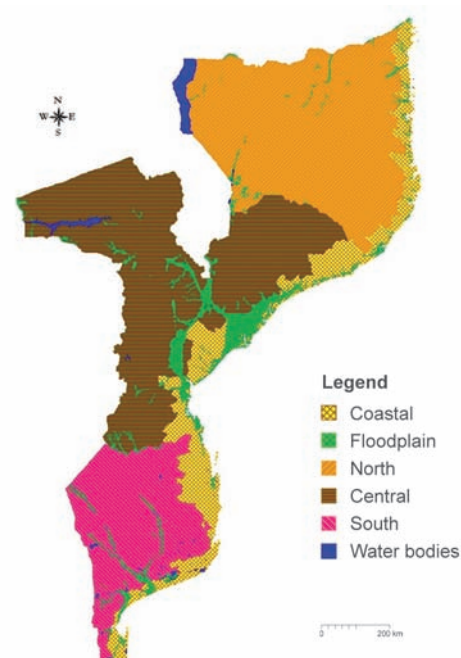 N
W E
S
Legend
Coastal
Floodplain
North
Central
South
Water bodies
0 200 km